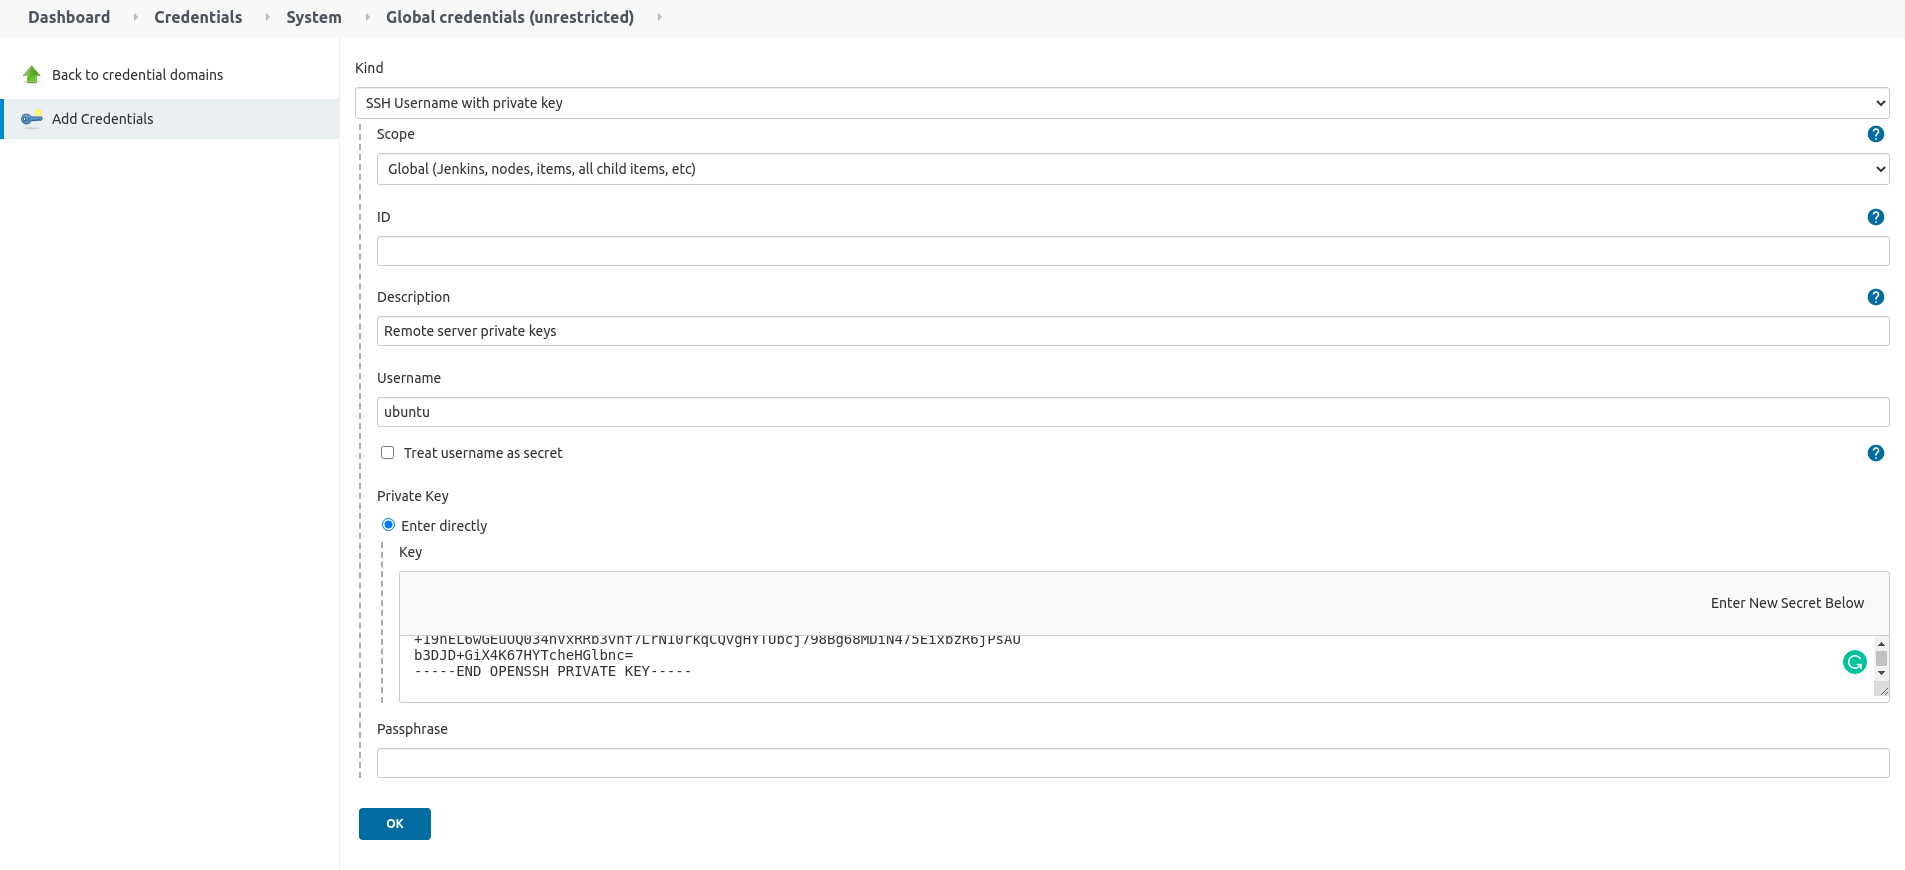 Dashboard Credentials System Global credentials (unrestricted)
Back to credential domains
Add Credentials
Kind
SSH Username with private key
Scope
Global (Jenkins, nodes, items, all child items, etc)
ID
Description
Remote server private keys
Username
ubuntu
Treat username as secret
Private Key
Enter directly
Key
Enter New Secret Below
b3DJD+GiX4K67HYTcheHGlbnc=
-----END OPENSSH PRIVATE KEY-----
Passphrase
OK